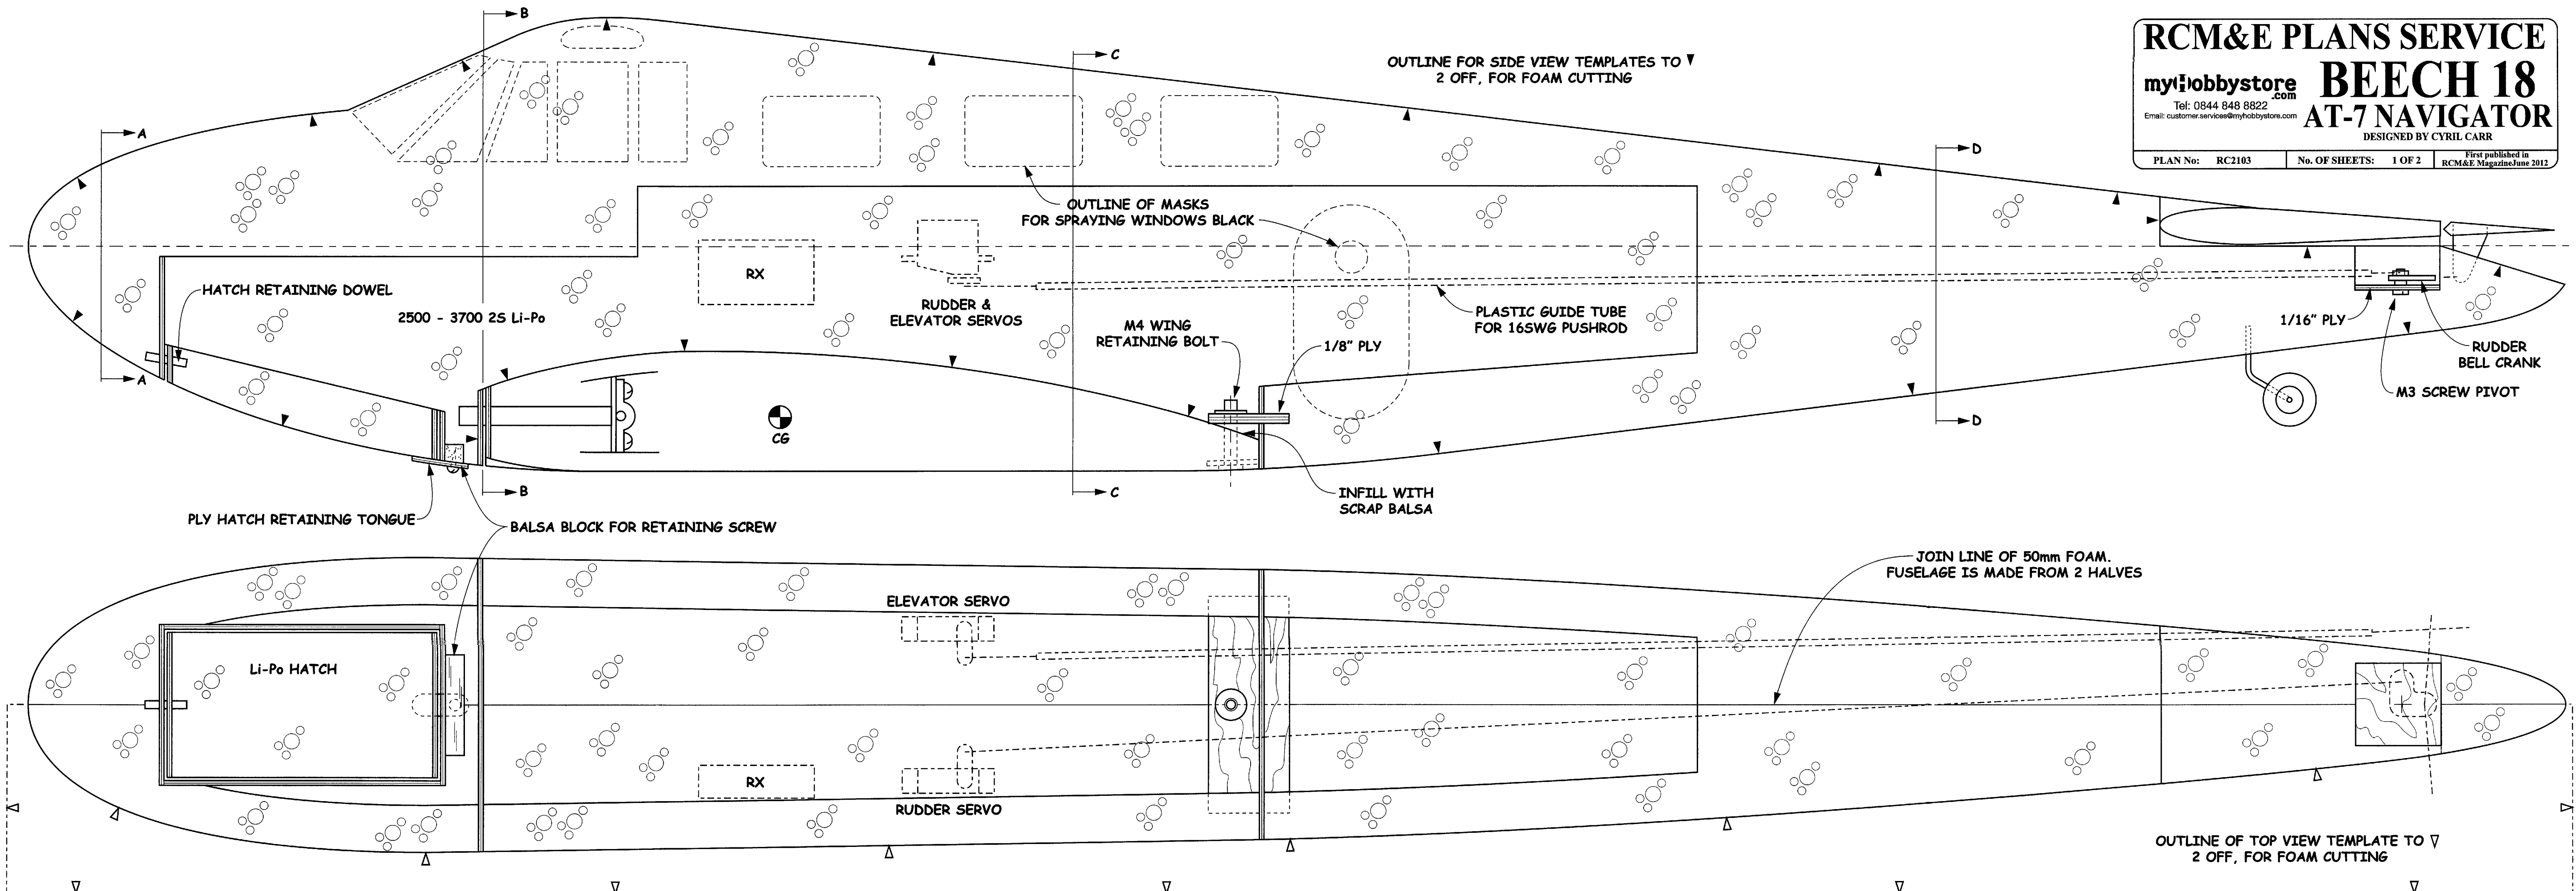 B
C
OUTLINE FOR SIDE VIEW TEMPLATES TO
2 OFF, FOR FOAM CUTTING
RCM&E PLANS SERVICE
myHobbystore
.com
Tel: 0844 848 8822
Email: customer.services@myhobbystore.com
BEECH 18
AT-7 NAVIGATOR
DESIGNED BY CYRIL CARR
PLAN No: RC2103
No. OF SHEETS: 1 OF 2
First published in
RCM&E MagazineJune 2012
A
D
OUTLINE OF MASKS
FOR SPRAYING WINDOWS BLACK
RX
HATCH RETAINING DOWEL
2500 - 3700 2S Li-Po
RUDDER &
ELEVATOR SERVOS
M4 WING
RETAINING BOLT
1/8" PLY
PLASTIC GUIDE TUBE
FOR 16SWG PUSHROD
1/16" PLY
RUDDER
BELL CRANK
M3 SCREW PIVOT
A
CG
D
B
C
INFILL WITH
SCRAP BALSA
PLY HATCH RETAINING TONGUE
BALSA BLOCK FOR RETAINING SCREW
JOIN LINE OF 50mm FOAM.
FUSELAGE IS MADE FROM 2 HALVES
ELEVATOR SERVO
Li-Po HATCH
RX
RUDDER SERVO
OUTLINE OF TOP VIEW TEMPLATE TO
2 OFF, FOR FOAM CUTTING